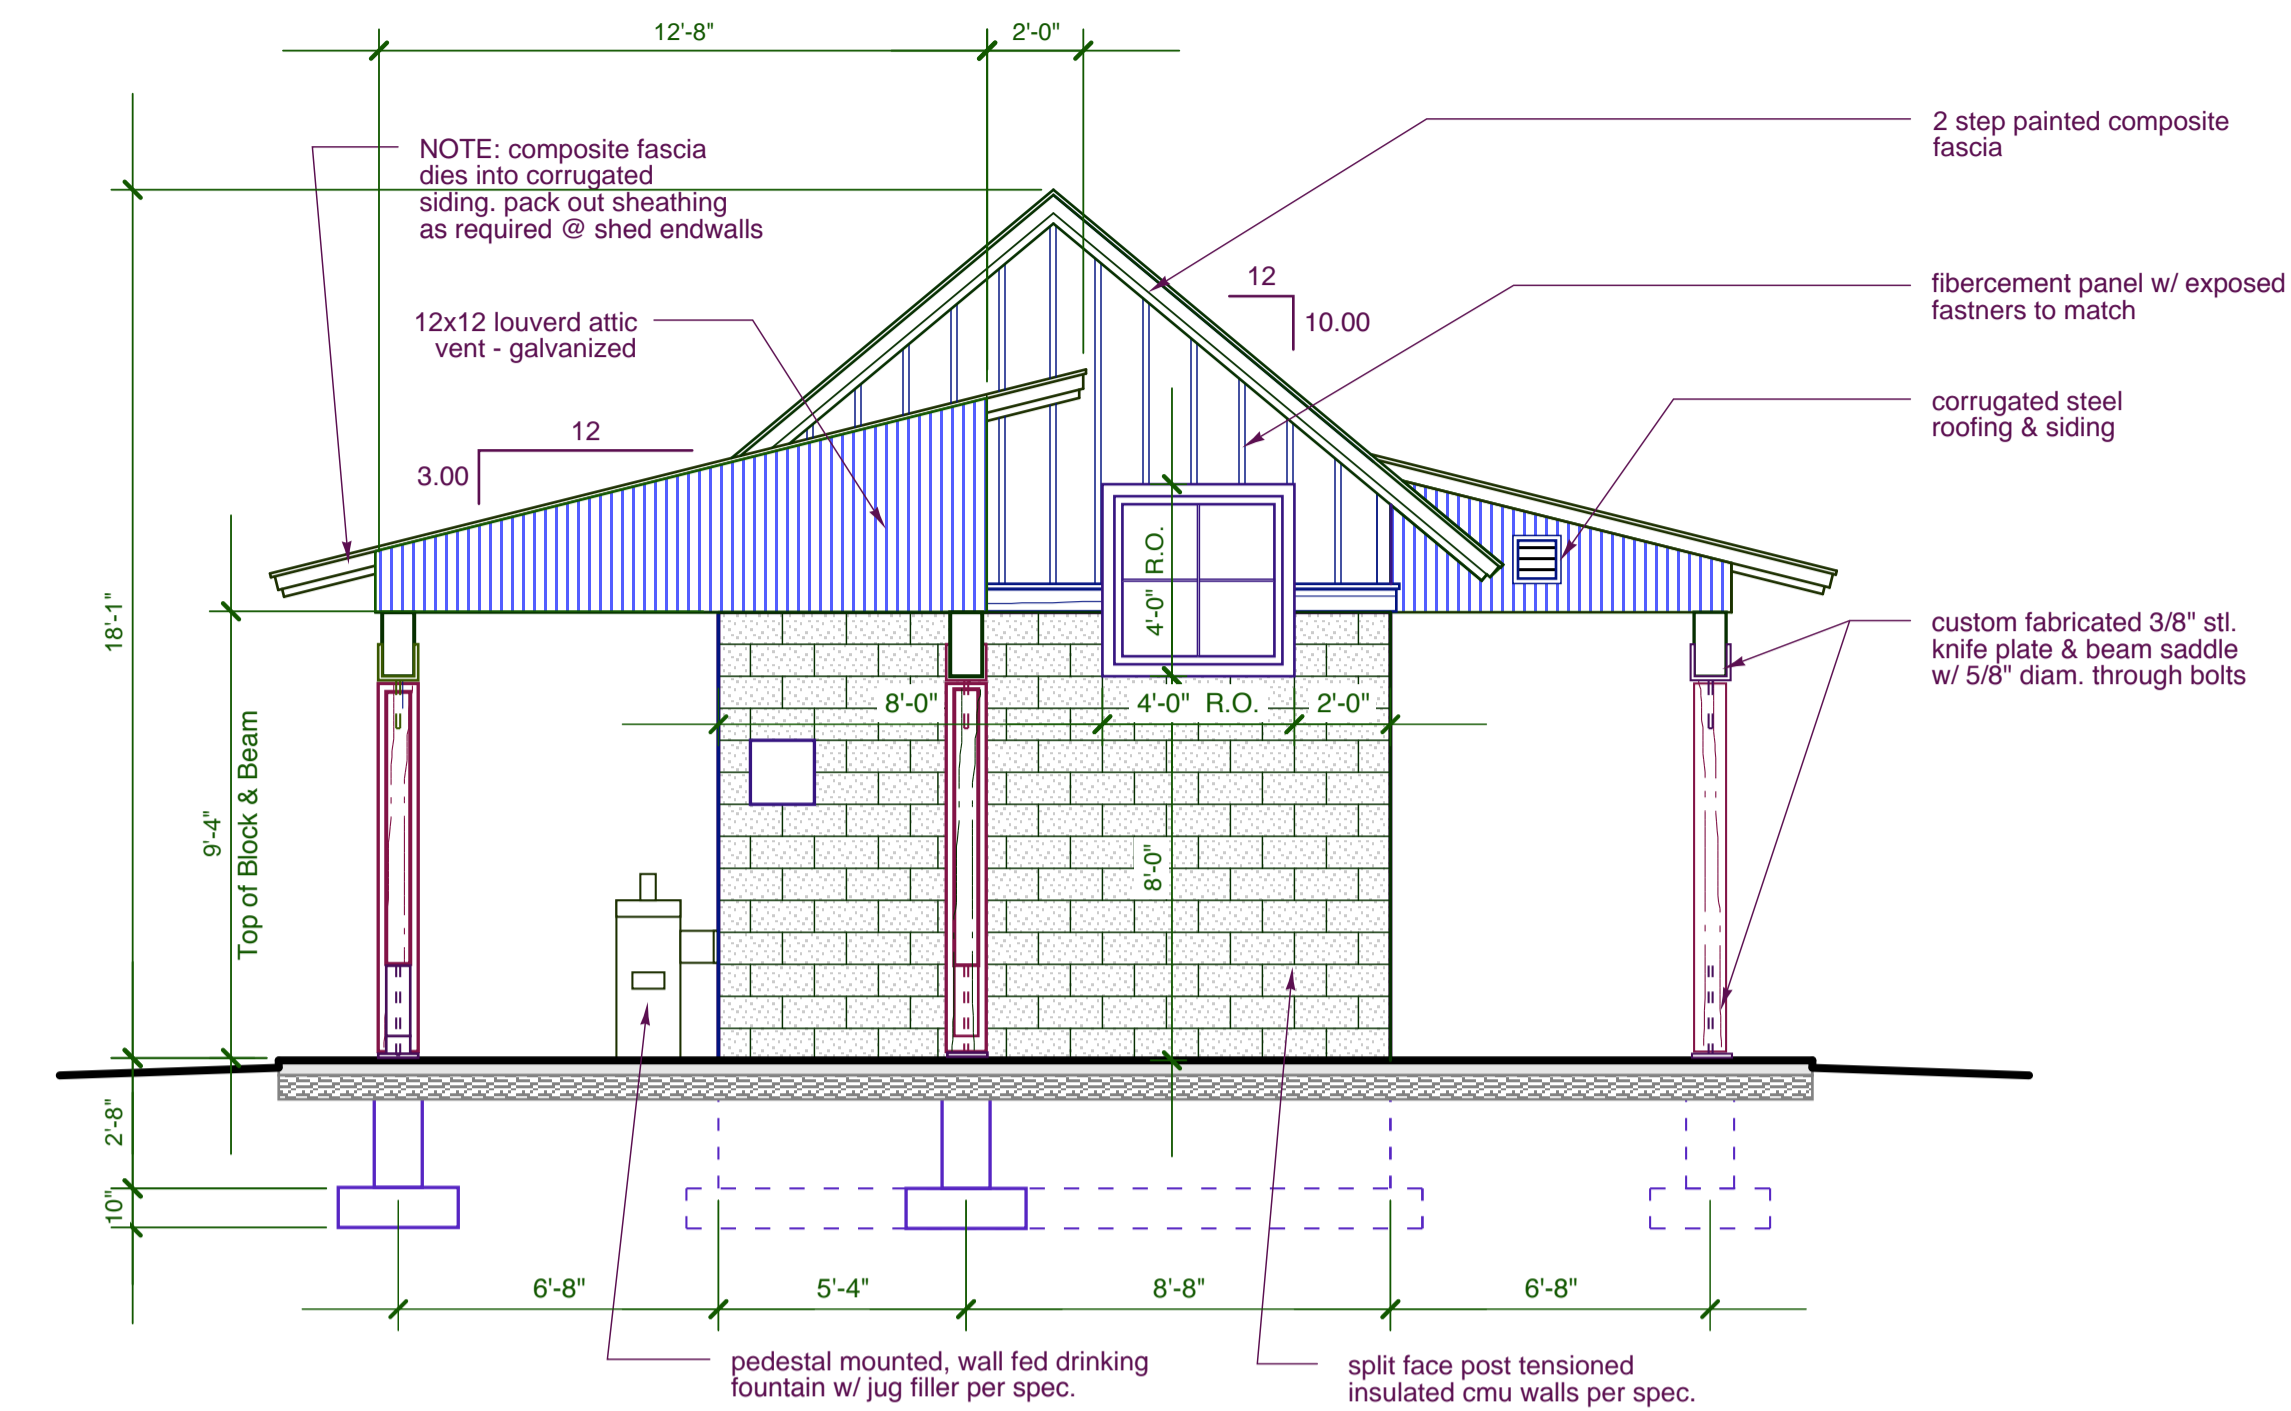 12'-8"
2'-0"
NOTE: composite fascia
dies into corrugated
siding. pack out sheathing
as required @ shed endwalls
2 step painted composite
fascia
12
10.00
fibercement panel w/ exposed
fastners to match
12x12 louverd attic
vent - galvanized
corrugated steel
roofing & siding
12
3.00
18'-1"
4'-0" R.O.
custom fabricated 3/8" stl.
knife plate & beam saddle
w/ 5/8" diam. through bolts
8'-0"
4'-0" R.O.
2'-0"
9'-4"
Top of Block & Beam
8'-0"
2'-8"
10"
6'-8"
5'-4"
8'-8"
6'-8"
pedestal mounted, wall fed drinking
fountain w/ jug filler per spec.
split face post tensioned
insulated cmu walls per spec.